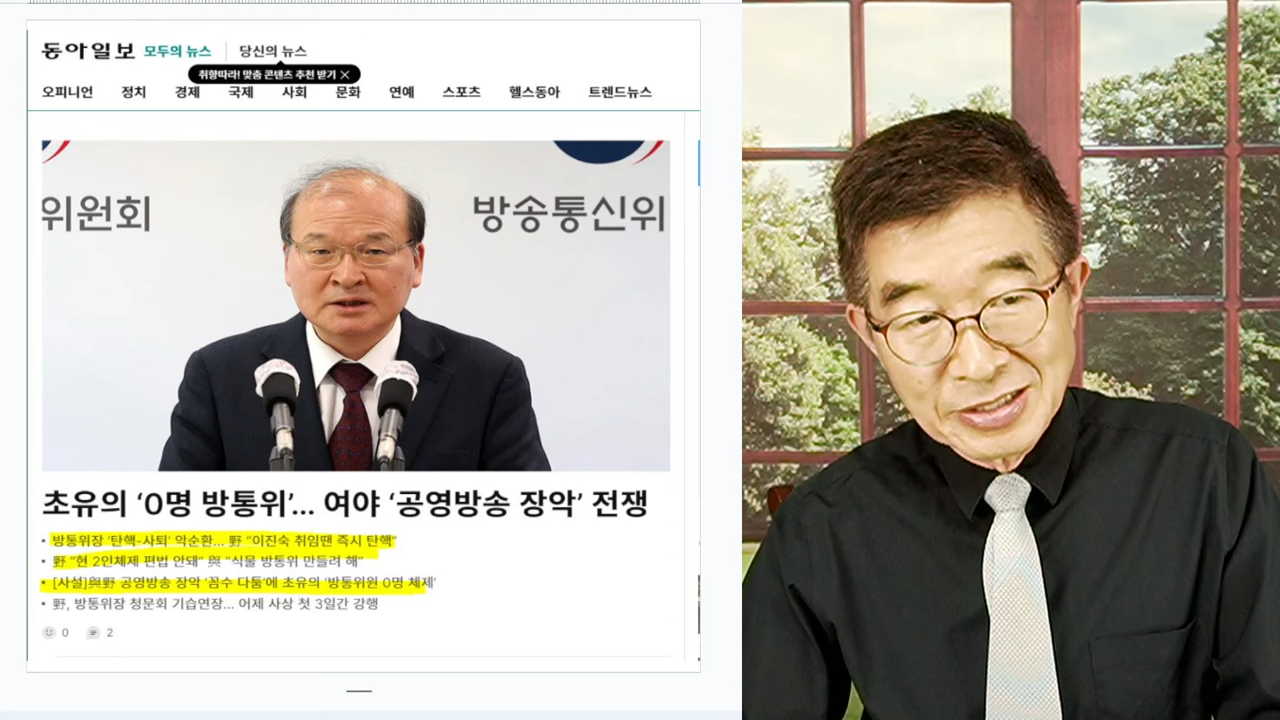 동아일보 모두의 뉴스 당신의 뉴스
취향따라! 맞춤 콘텐츠 추천 받기 ×
오피니언 정치 경제 국제 사회 문화 연예 스포츠 헬스동아 트렌드뉴스
위원회 방송통신위
초유의 ‘0명 방통위’... 여야 ‘공영방송 장악’ 전쟁
• 방통위장 ‘탄핵-사퇴’ 악순환... 野 “이진숙 취임땐 즉시 탄핵”
• 野 “현 2인체제 편법 안돼” 與 “식물 방통위 만들려 해”
• [사설]與野 공영방송 장악 ‘꼼수 다툼’에 초유의 ‘방통위원 0명 체제’
• 野, 방통위장 청문회 기습연장... 어제 사상 첫 3일간 강행
0 2